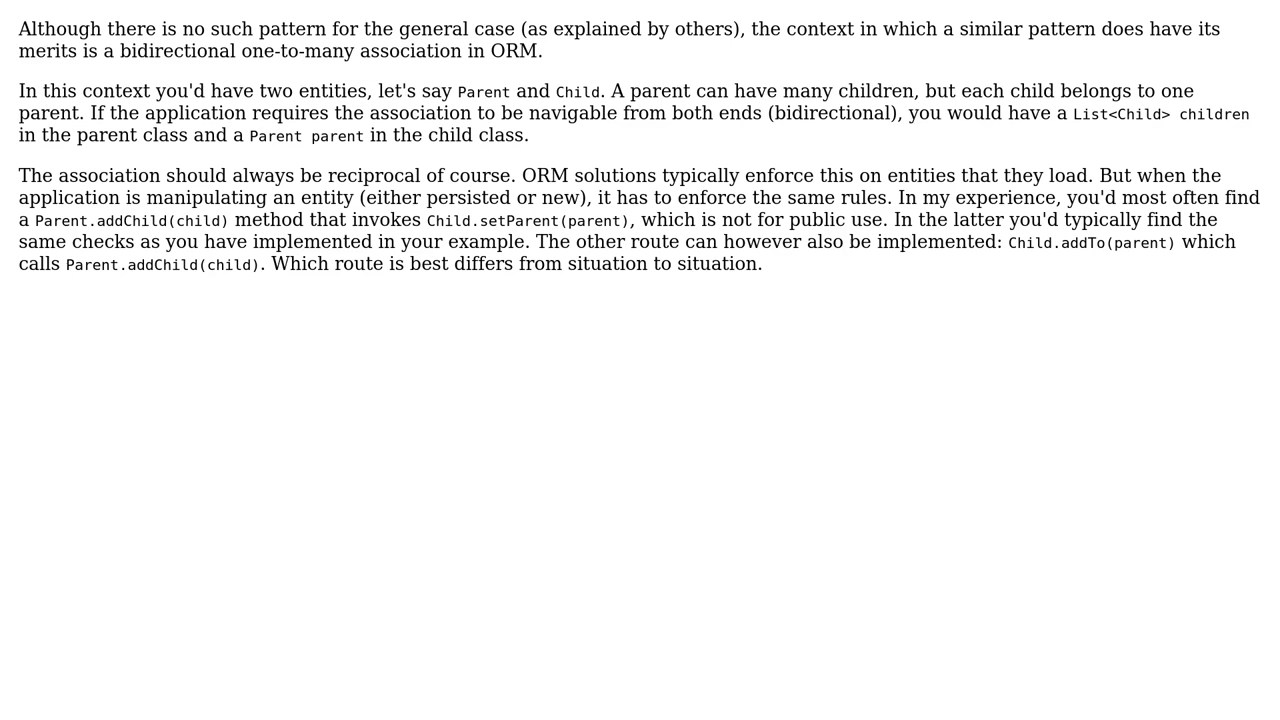 Although there is no such pattern for the general case (as explained by others), the context in which a similar pattern does have its
merits is a bidirectional one-to-many association in ORM.
In this context you'd have two entities, let's say Parent and Child. A parent can have many children, but each child belongs to one
parent. If the application requires the association to be navigable from both ends (bidirectional), you would have a List<Child> children
in the parent class and a Parent parent in the child class.
The association should always be reciprocal of course. ORM solutions typically enforce this on entities that they load. But when the
application is manipulating an entity (either persisted or new), it has to enforce the same rules. In my experience, you'd most often find
a Parent.addChild(child) method that invokes Child.setParent(parent), which is not for public use. In the latter you'd typically find the
same checks as you have implemented in your example. The other route can however also be implemented: Child.addTo(parent) which
calls Parent.addChild(child). Which route is best differs from situation to situation.